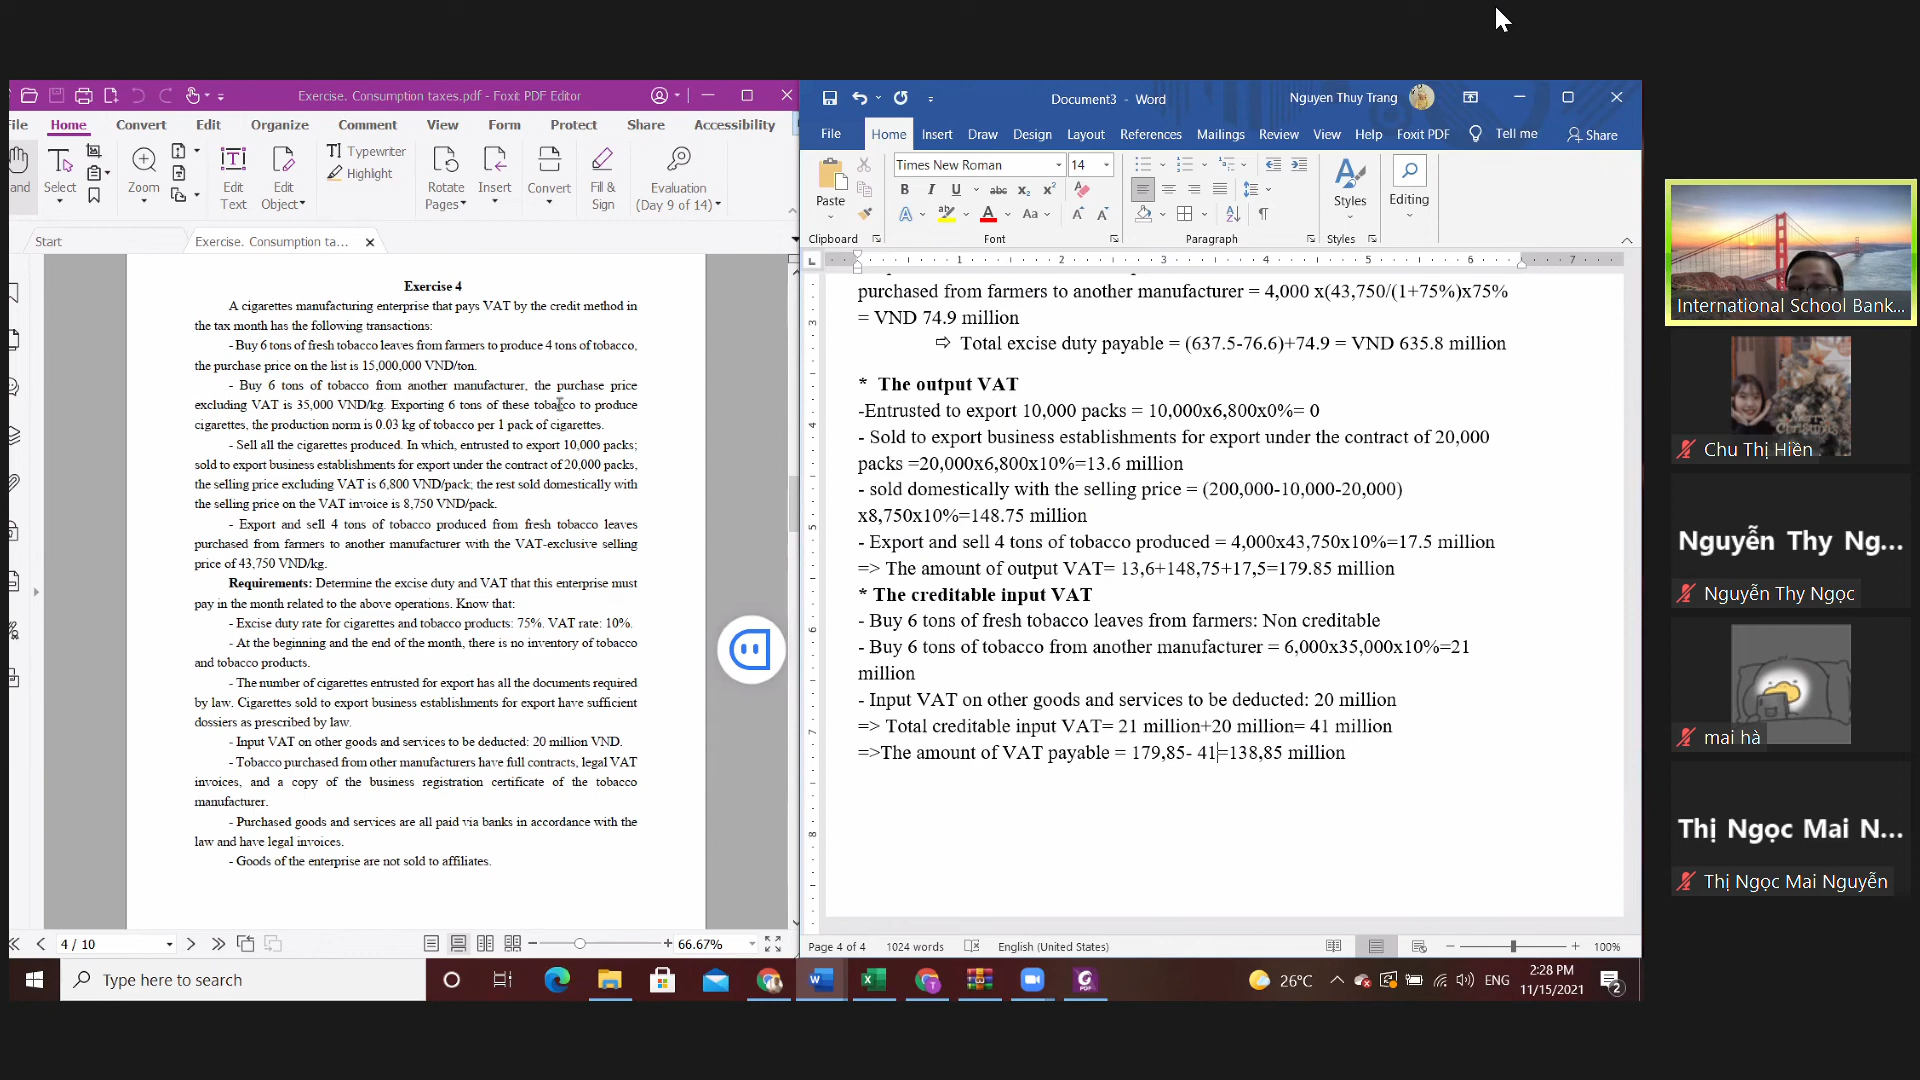 Exercise. Consumption taxes.pdf - Foxit PDF Editor
Home Convert Edit Organize Comment View Form Protect Share Accessibility
Typewriter
Highlight
Select
Zoom
Edit Text
Edit Object
Rotate Pages
Insert
Convert
Fill & Sign
Evaluation (Day 9 of 14)
Start
Exercise. Consumption ta...
Exercise 4
A cigarettes manufacturing enterprise that pays VAT by the credit method in
the tax month has the following transactions:
- Buy 6 tons of fresh tobacco leaves from farmers to produce 4 tons of tobacco,
the purchase price on the list is 15,000,000 VND/ton.
- Buy 6 tons of tobacco from another manufacturer, the purchase price
excluding VAT is 35,000 VND/kg. Exporting 6 tons of these tobacco to produce
cigarettes, the production norm is 0.03 kg of tobacco per 1 pack of cigarettes.
- Sell all the cigarettes produced. In which, entrusted to export 10,000 packs;
sold to export business establishments for export under the contract of 20,000 packs,
the selling price excluding VAT is 6,800 VND/pack; the rest sold domestically with
the selling price on the VAT invoice is 8,750 VND/pack.
- Export and sell 4 tons of tobacco produced from fresh tobacco leaves
purchased from farmers to another manufacturer with the VAT-exclusive selling
price of 43,750 VND/kg.
Requirements: Determine the excise duty and VAT that this enterprise must
pay in the month related to the above operations. Know that:
- Excise duty rate for cigarettes and tobacco products: 75%. VAT rate: 10%.
- At the beginning and the end of the month, there is no inventory of tobacco
and tobacco products.
- The number of cigarettes entrusted for export has all the documents required
by law. Cigarettes sold to export business establishments for export have sufficient
dossiers as prescribed by law.
- Input VAT on other goods and services to be deducted: 20 million VND.
- Tobacco purchased from other manufacturers have full contracts, legal VAT
invoices, and a copy of the business registration certificate of the tobacco
manufacturer.
- Purchased goods and services are all paid via banks in accordance with the
law and have legal invoices.
- Goods of the enterprise are not sold to affiliates.
4 / 10
66.67%
Document3 - Word
Nguyen Thuy Trang
File Home Insert Draw Design Layout References Mailings Review View Help Foxit PDF Tell me Share
Paste
Times New Roman 14
Styles
Editing
Clipboard Font Paragraph Styles
purchased from farmers to another manufacturer = 4,000 x(43,750/(1+75%)x75%
= VND 74.9 million
⇨ Total excise duty payable = (637.5-76.6)+74.9 = VND 635.8 million
* The output VAT
-Entrusted to export 10,000 packs = 10,000x6,800x0%= 0
- Sold to export business establishments for export under the contract of 20,000
packs =20,000x6,800x10%=13.6 million
- sold domestically with the selling price = (200,000-10,000-20,000)
x8,750x10%=148.75 million
- Export and sell 4 tons of tobacco produced = 4,000x43,750x10%=17.5 million
=> The amount of output VAT= 13,6+148,75+17,5=179.85 million
* The creditable input VAT
- Buy 6 tons of fresh tobacco leaves from farmers: Non creditable
- Buy 6 tons of tobacco from another manufacturer = 6,000x35,000x10%=21
million
- Input VAT on other goods and services to be deducted: 20 million
=> Total creditable input VAT= 21 million+20 million= 41 million
=>The amount of VAT payable = 179,85- 41=138,85 million
Page 4 of 4 1024 words English (United States) 100%
International School Bank...
Chu Thị Hiền
Nguyễn Thy Ng...
Nguyễn Thy Ngọc
mai hà
Thị Ngọc Mai N...
Thị Ngọc Mai Nguyễn
Type here to search
26°C
ENG
2:28 PM
11/15/2021
2